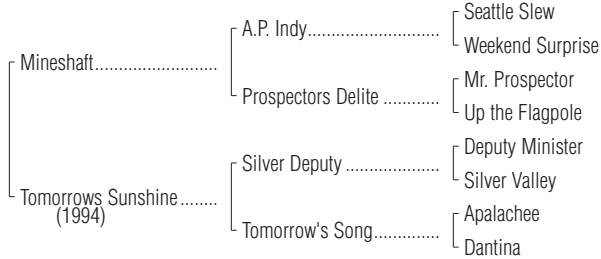 Seattle Slew
A.P. Indy............................
Weekend Surprise
Mineshaft..........................
Mr. Prospector
Prospectors Delite ............
Up the Flagpole
Deputy Minister
Silver Deputy ....................
Silver Valley
Tomorrows Sunshine ........
(1994)
Apalachee
Tomorrow's Song..............
Dantina